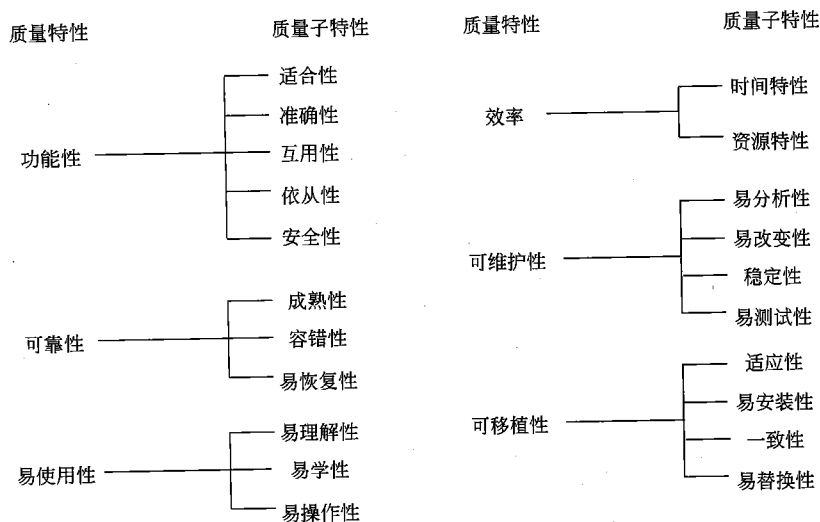 质量特性
质量子特性
功能性
适合性
准确性
互用性
依从性
安全性
可靠性
成熟性
容错性
易恢复性
易使用性
易理解性
易学性
易操作性
质量特性
质量子特性
效率
时间特性
资源特性
可维护性
易分析性
易改变性
稳定性
易测试性
可移植性
适应性
易安装性
一致性
易替换性